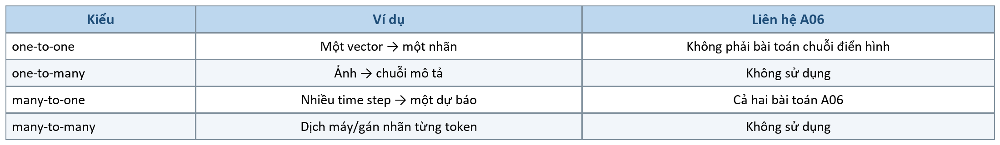 Kiểu Ví dụ Liên hệ A06
one-to-one Một vector → một nhãn Không phải bài toán chuỗi điển hình
one-to-many Ảnh → chuỗi mô tả Không sử dụng
many-to-one Nhiều time step → một dự báo Cả hai bài toán A06
many-to-many Dịch máy/gán nhãn từng token Không sử dụng